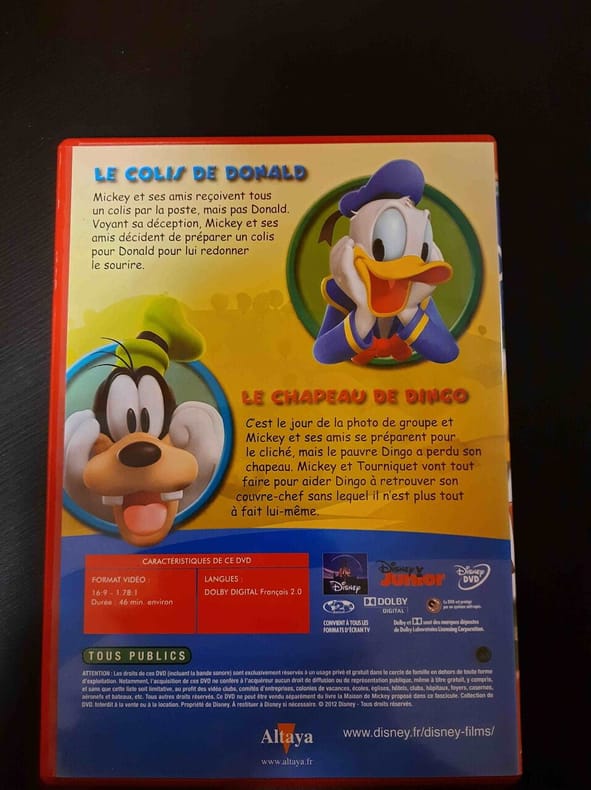 LE COLIS DE DONALD
Mickey et ses amis reçoivent tous
un colis par la poste, mais pas Donald.
Voyant sa déception, Mickey et ses
amis décident de préparer un colis
pour Donald pour lui redonner
le sourire.
LE CHAPEAU DE DINGO
C'est le jour de la photo de groupe et
Mickey et ses amis se préparent pour
le cliché, mais le pauvre Dingo a perdu son
chapeau. Mickey et Tourniquet vont tout
faire pour aider Dingo à retrouver son
couvre-chef sans lequel il n'est plus tout
à fait lui-même.
CARACTÉRISTIQUES DE CE DVD
FORMAT VIDÉO :
16:9 - 1.78:1
Durée : 46 min. environ
LANGUES :
DOLBY DIGITAL Français 2.0
Disney
Disney Junior
Disney DVD
CONVIENT À TOUS LES
FORMATS D'ÉCRAN TV
DOLBY
DIGITAL
Ce DVD est protégé
par un système anti-copie.
Dolby et DD sont des marques déposées
de Dolby Laboratories Licensing Corporation.
TOUS PUBLICS
ATTENTION : Les droits de ces DVD (incluant la bande sonore) sont exclusivement réservés à un usage privé et gratuit dans le cercle de famille en dehors de toute forme
d'exploitation. Notamment, l'acquisition de ces DVD ne confère à l'acquéreur aucun droit de diffusion ou de représentation publique, même à titre gratuit, y compris,
et sans que cette liste soit limitative, au profit des vidéo clubs, comités d'entreprises, colonies de vacances, écoles, églises, hôtels, clubs, hôpitaux, foyers, casernes,
aéronefs et bateaux, etc. Tous autres droits réservés. Ce DVD ne peut être vendu séparément du livre la Maison de Mickey proposé dans ce fascicule. Collection de
DVD. Interdit à la vente ou à la location. Propriété de Disney. À restituer à Disney si nécessaire. © 2012 Disney - Tous droits réservés.
Altaya
www.altaya.fr
www.disney.fr/disney-films/